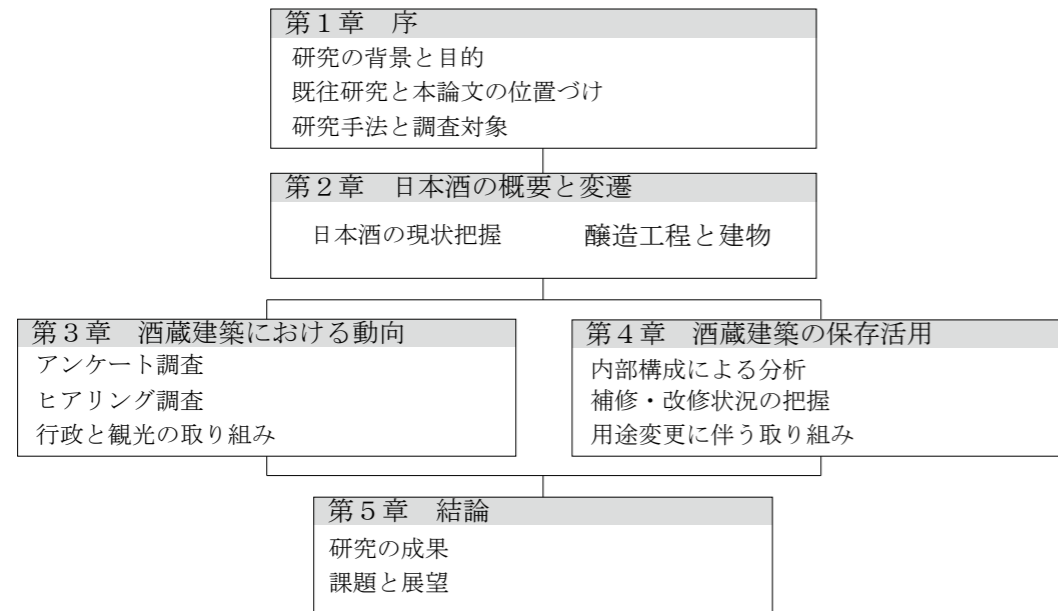 第１章　序
研究の背景と目的
既往研究と本論文の位置づけ
研究手法と調査対象
第２章　日本酒の概要と変遷
日本酒の現状把握　醸造工程と建物
第３章　酒蔵建築における動向
アンケート調査
ヒアリング調査
行政と観光の取り組み
第４章　酒蔵建築の保存活用
内部構成による分析
補修・改修状況の把握
用途変更に伴う取り組み
第５章　結論
研究の成果
課題と展望